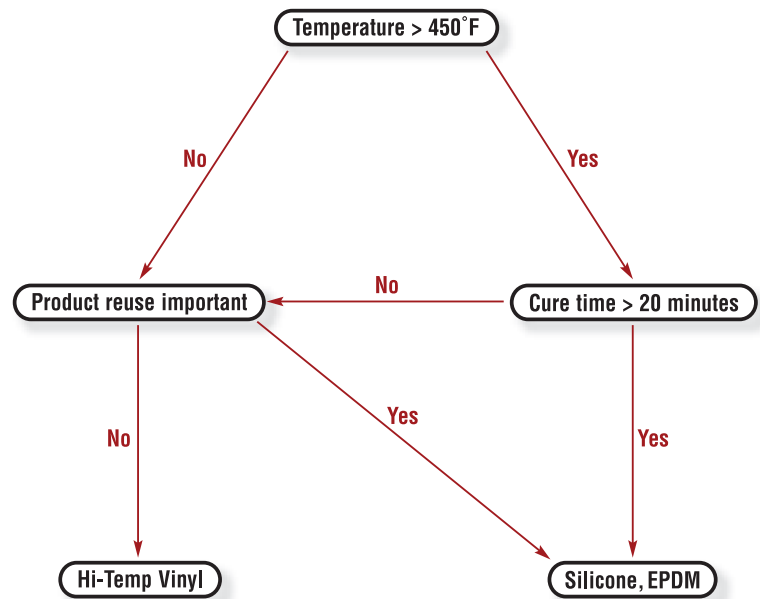 Temperature > 450˚F
No
Yes
Product reuse important
No
Cure time > 20 minutes
No
Yes
Yes
Hi-Temp Vinyl
Silicone, EPDM